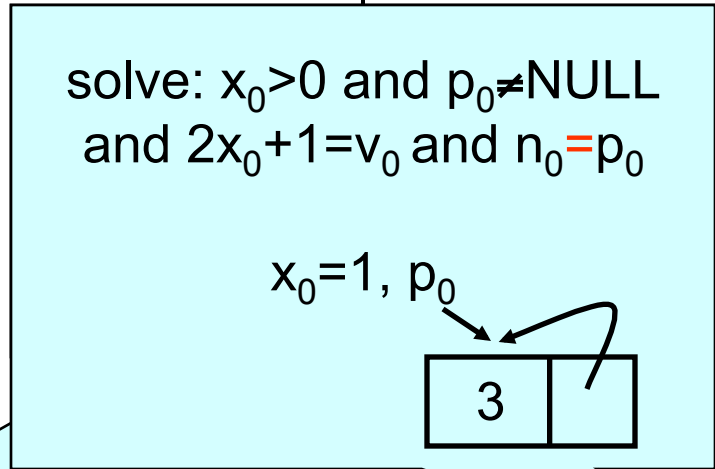 solve: x₀>0 and p₀≠NULL
and 2x₀+1=v₀ and n₀=p₀
x₀=1, p₀
3